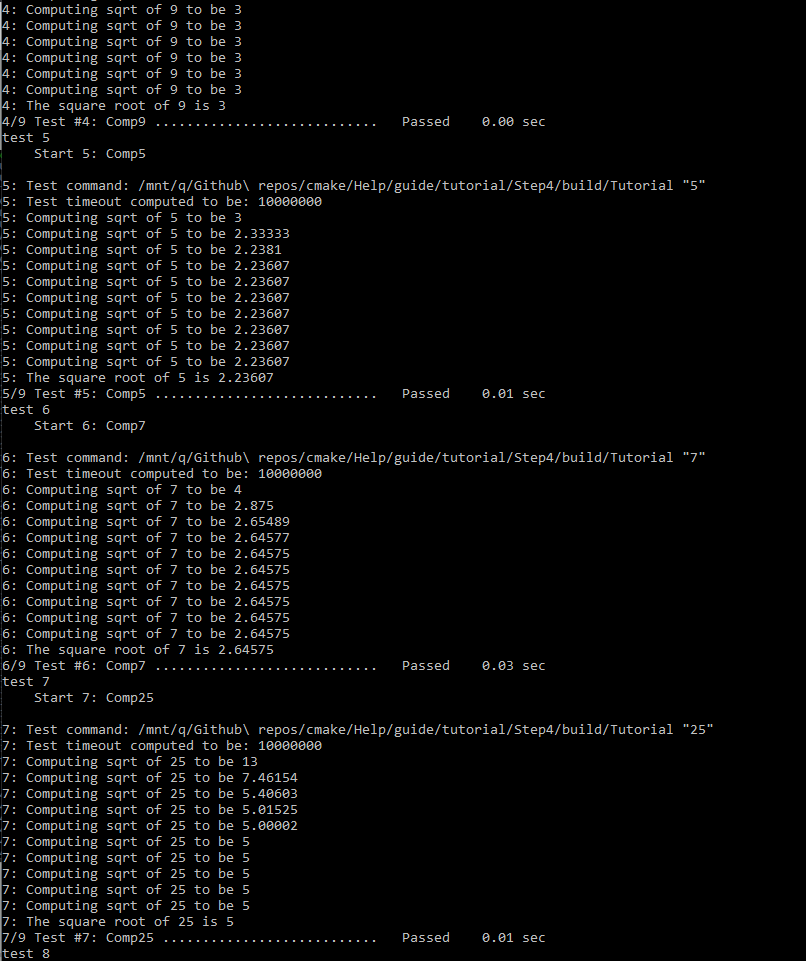 4: Computing sqrt of 9 to be 3
4: Computing sqrt of 9 to be 3
4: Computing sqrt of 9 to be 3
4: Computing sqrt of 9 to be 3
4: Computing sqrt of 9 to be 3
4: Computing sqrt of 9 to be 3
4: The square root of 9 is 3
4/9 Test #4: Comp9 ............................   Passed    0.00 sec
test 5
    Start 5: Comp5

5: Test command: /mnt/q/Github\ repos/cmake/Help/guide/tutorial/Step4/build/Tutorial "5"
5: Test timeout computed to be: 10000000
5: Computing sqrt of 5 to be 3
5: Computing sqrt of 5 to be 2.33333
5: Computing sqrt of 5 to be 2.2381
5: Computing sqrt of 5 to be 2.23607
5: Computing sqrt of 5 to be 2.23607
5: Computing sqrt of 5 to be 2.23607
5: Computing sqrt of 5 to be 2.23607
5: Computing sqrt of 5 to be 2.23607
5: Computing sqrt of 5 to be 2.23607
5: Computing sqrt of 5 to be 2.23607
5: The square root of 5 is 2.23607
5/9 Test #5: Comp5 ............................   Passed    0.01 sec
test 6
    Start 6: Comp7

6: Test command: /mnt/q/Github\ repos/cmake/Help/guide/tutorial/Step4/build/Tutorial "7"
6: Test timeout computed to be: 10000000
6: Computing sqrt of 7 to be 4
6: Computing sqrt of 7 to be 2.875
6: Computing sqrt of 7 to be 2.65489
6: Computing sqrt of 7 to be 2.64577
6: Computing sqrt of 7 to be 2.64575
6: Computing sqrt of 7 to be 2.64575
6: Computing sqrt of 7 to be 2.64575
6: Computing sqrt of 7 to be 2.64575
6: Computing sqrt of 7 to be 2.64575
6: Computing sqrt of 7 to be 2.64575
6: The square root of 7 is 2.64575
6/9 Test #6: Comp7 ............................   Passed    0.03 sec
test 7
    Start 7: Comp25

7: Test command: /mnt/q/Github\ repos/cmake/Help/guide/tutorial/Step4/build/Tutorial "25"
7: Test timeout computed to be: 10000000
7: Computing sqrt of 25 to be 13
7: Computing sqrt of 25 to be 7.46154
7: Computing sqrt of 25 to be 5.40603
7: Computing sqrt of 25 to be 5.01525
7: Computing sqrt of 25 to be 5.00002
7: Computing sqrt of 25 to be 5
7: Computing sqrt of 25 to be 5
7: Computing sqrt of 25 to be 5
7: Computing sqrt of 25 to be 5
7: Computing sqrt of 25 to be 5
7: The square root of 25 is 5
7/9 Test #7: Comp25 ...........................   Passed    0.01 sec
test 8